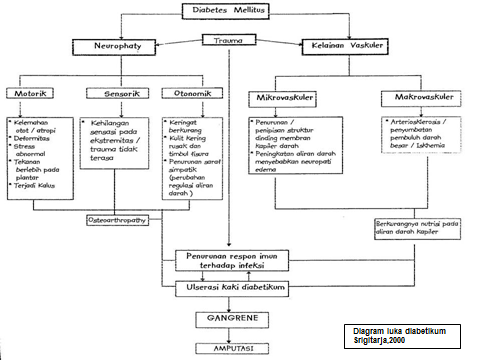 Diabetes Mellitus
Neurophaty
Trauma
Kelainan Vaskuler
Motorik
Sensorik
Otonomik
Mikrovaskuler
Makrovaskuler
* Kelemahan
otot / atropi
* Deformitas
* Stress
abnormal
* Tekanan
berlebih pada
plantar
* Terjadi Kalus
* Kehilangan
sensasi pada
ekstremitas /
trauma tidak
terasa
* Keringat
berkurang
* Kulit Kering
rusak dan
timbul fisura
* Penurunan saraf
simpatik
(perubahan
regulasi aliran
darah )
* Penurunan /
penipisan struktur
dinding membran
Kapiler darah
* Peningkatan aliran darah
menyebabkan neuropati
edema
* Arteriosklerosis /
penyumbatan
pembuluh darah
besar / Iskhemia
Osteoarthropathy
Berkurangnya nutrisi pada
aliran darah kapiler
Penurunan respon imun
terhadap infeksi
Ulserasi kaki diabetikum
GANGRENE
AMPUTASI
Diagram luka diabetikum
Srigitarja,2000